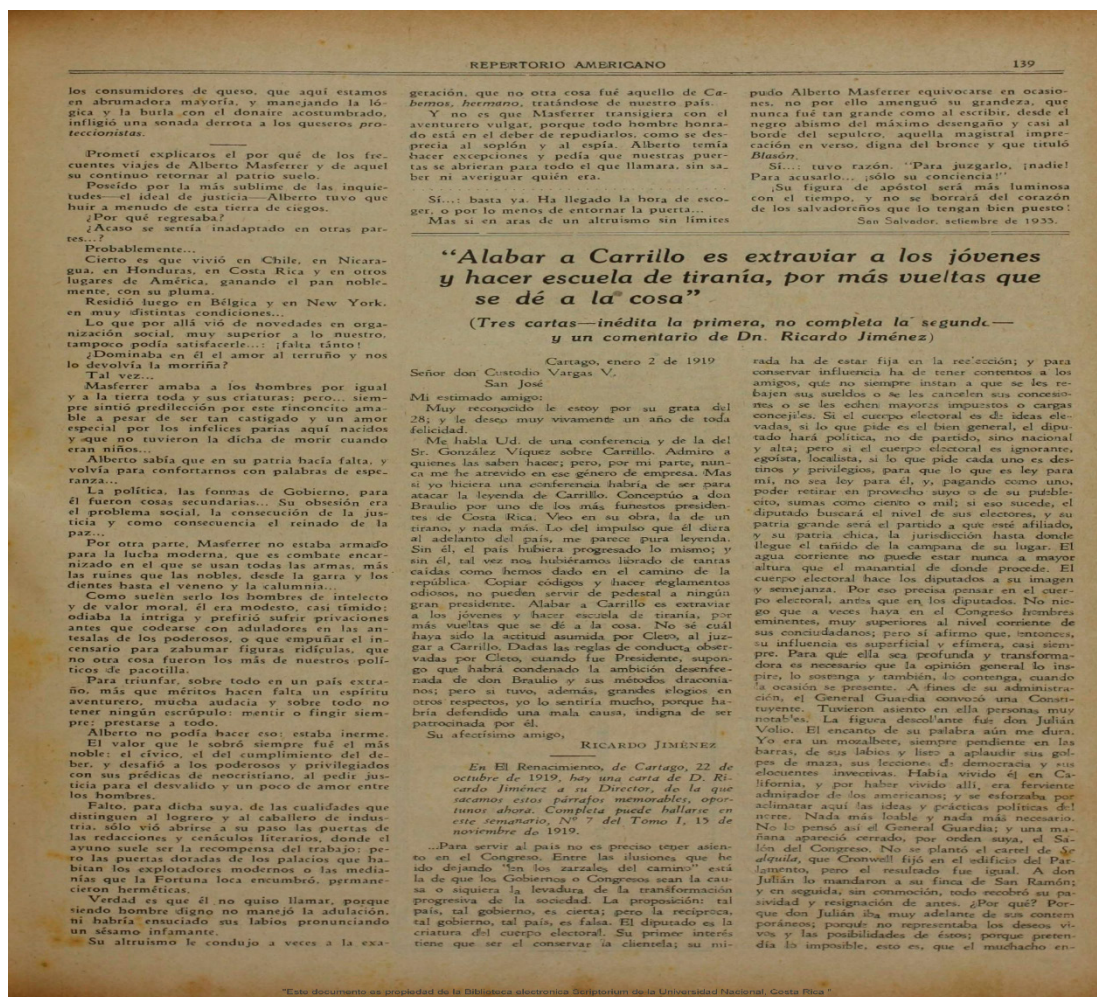 REPERTORIO AMERICANO
139
los consumidores de queso, que aquí estamos
en abrumadora mayoría, y manejando la ló-
gica y la burla con el donaire acostumbrado,
infligió una sonada derrota a los queseros pro-
teccionistas.
Prometí explicaros el por qué de los fre-
cuentes viajes de Alberto Masferrer y de aquel
su continuo retornar al patrio suelo.
Poseído por la más sublime de las inquie-
tudes—el ideal de justicia—Alberto tuvo que
huir a menudo de esta tierra de ciegos.
¿Por qué regresaba?
¿Acaso se sentía inadaptado en otras par-
tes...?
Probablemente...
Cierto es que vivió en Chile, en Nicara-
gua, en Honduras, en Costa Rica y en otros
lugares de América, ganando el pan noble-
mente, con su pluma.
Residió luego en Bélgica y en New York,
en muy distintas condiciones...
Lo que por allá vió de novedades en orga-
nización social, muy superior a lo nuestro,
tampoco podía satisfacerle...: ¡falta tánto!
¿Dominaba en él el amor al terruño y nos
lo devolvía la morriña?
Tal vez...
Masferrer amaba a los hombres por igual
y a la tierra toda y sus criaturas; pero... siem-
pre sintió predilección por este rinconcito ama-
ble a pesar de ser tan castigado y un amor
especial por los infelices parias aquí nacidos
y que no tuvieron la dicha de morir cuando
eran niños...
Alberto sabía que en su patria hacía falta, y
volvía para confortarnos con palabras de espe-
ranza...
La política, las formas de Gobierno, para
él fueron cosas secundarias... Su obsesión era
el problema social, la consecución de la jus-
ticia y como consecuencia el reinado de la
paz...
Por otra parte, Masferrer no estaba armado
para la lucha moderna, que es combate encar-
nizado en el que se usan todas las armas, más
las ruines que las nobles, desde la garra y los
dientes hasta el veneno y la calumnia...
Como suelen serlo los hombres de intelecto
y de valor moral, él era modesto, casi tímido;
odiaba la intriga y prefirió sufrir privaciones
antes que codearse con aduladores en las an-
tesalas de los poderosos, o que empuñar el in-
censario para zahumar figuras ridículas, que
no otra cosa fueron los más de nuestros polí-
ticos de pacotilla.
Para triunfar, sobre todo en un país extra-
ño, más que méritos hacen falta un espíritu
aventurero, mucha audacia y sobre todo no
tener ningún escrúpulo: mentir o fingir siem-
pre; prestarse a todo.
Alberto no podía hacer eso; estaba inerme.
El valor que le sobró siempre fué el más
noble: el cívico, el del cumplimiento del de-
ber, y desafió a los poderosos y privilegiados
con sus prédicas de neocristiano, al pedir jus-
ticia para el desvalido y un poco de amor entre
los hombres.
Falto, para dicha suya, de las cualidades que
distinguen al logrero y al caballero de indus-
tria, sólo vió abrirse a su paso las puertas de
las redacciones y cenáculos literarios, donde el
ayuno suele ser la recompensa del trabajo; pe-
ro las puertas doradas de los palacios que ha-
bitan los explotadores modernos o las media-
nías que la Fortuna loca encumbró, permane-
cieron herméticas.
Verdad es que él no quiso llamar, porque
siendo hombre digno no manejó la adulación,
ni habría ensuciado sus labios pronunciando
un sésamo infamante.
Su altruismo le condujo a veces a la exa-
geración, que no otra cosa fué aquello de Ca-
bemos, hermano, tratándose de nuestro país.
Y no es que Masferrer transigiera con el
aventurero vulgar, porque todo hombre honra-
do está en el deber de repudiarlos, como se des-
precia al soplón y al espía. Alberto temía
hacer excepciones y pedía que nuestras puer-
tas se abrieran para todo el que llamara, sin sa-
ber ni averiguar quién era.
Sí...: basta ya. Ha llegado la hora de esco-
ger, o por lo menos de entornar la puerta...
Mas si en aras de un altruismo sin límites
pudo Alberto Masferrer equivocarse en ocasio-
nes, no por ello amenguó su grandeza, que
nunca fué tan grande como al escribir, desde el
negro abismo del máximo desengaño y casi al
borde del sepulcro, aquella magistral impre-
cación en verso, digna del bronce y que tituló
Blasón.
Sí... tuvo razón. "Para juzgarlo, ¡nadie!
Para acusarlo... ¡sólo su conciencia!"
¡Su figura de apóstol será más luminosa
con el tiempo, y no se borrará del corazón
de los salvadoreños que lo tengan bien puesto!
San Salvador, setiembre de 1933.
"Alabar a Carrillo es extraviar a los jóvenes
y hacer escuela de tiranía, por más vueltas que
se dé a la cosa"
(Tres cartas—inédita la primera, no completa la segunda—
y un comentario de Dn. Ricardo Jiménez)
Cartago, enero 2 de 1919
Señor don Custodio Vargas V.
San José
Mi estimado amigo:
Muy reconocido le estoy por su grata del
28; y le deseo muy vivamente un año de toda
felicidad.
Me habla Ud. de una conferencia y de la del
Sr. González Víquez sobre Carrillo. Admiro a
quienes las saben hacer; pero, por mi parte, nun-
ca me he atrevido en ese género de empresa. Mas
si yo hiciera una conferencia habría de ser para
atacar la leyenda de Carrillo. Conceptúo a don
Braulio por uno de los más funestos presiden-
tes de Costa Rica. Veo en su obra, la de un
tirano, y nada más. Lo del impulso que él diera
al adelanto del país, me parece pura leyenda.
Sin él, el país hubiera progresado lo mismo; y
sin él, tal vez nos hubiéramos librado de tantas
caídas como hemos dado en el camino de la
república. Copiar códigos y hacer reglamentos
odiosos, no pueden servir de pedestal a ningún
gran presidente. Alabar a Carrillo es extraviar
a los jóvenes y hacer escuela de tiranía, por
más vueltas que se dé a la cosa. No sé cuál
haya sido la actitud asumida por Cleto, al juz-
gar a Carrillo. Dadas las reglas de conducta obser-
vadas por Cleto, cuando fue Presidente, supon-
go que habrá condenado la ambición desenfre-
nada de don Braulio y sus métodos draconia-
nos; pero si tuvo, además, grandes elogios en
otros respectos, yo lo sentiría mucho, porque ha-
bría defendido una mala causa, indigna de ser
patrocinada por él.
Su afectísimo amigo,
RICARDO JIMÉNEZ
En El Renacimiento, de Cartago, 22 de
octubre de 1919, hay una carta de D. Ri-
cardo Jiménez a su Director, de la que
sacamos estos párrafos memorables, opor-
tunos ahora. Completa puede hallarse en
este semanario, Nº 7 del Tomo I, 15 de
noviembre de 1919.
...Para servir al país no es preciso tener asien-
to en el Congreso. Entre las ilusiones que he
ido dejando "en los zarzales del camino" está
la de que los Gobiernos o Congresos sean la cau-
sa o siquiera la levadura de la transformación
progresiva de la sociedad. La proposición: tal
país, tal gobierno, es cierta; pero la recíproca,
tal gobierno, tal país, es falsa. El diputado es la
criatura del cuerpo electoral. Su primer interés
tiene que ser el conservar la clientela; su mi-
rada ha de estar fija en la reelección; y para
conservar influencia ha de tener contentos a los
amigos, que no siempre instan a que se les re-
bajen sus sueldos o se les cancelen sus concesio-
nes o se les echen mayores impuestos o cargas
concejiles. Si el cuerpo electoral es de ideas ele-
vadas, si lo que pide es el bien general, el dipu-
tado hará política, no de partido, sino nacional
y alta; pero si el cuerpo electoral es ignorante,
egoísta, localista, si lo que pide cada uno es des-
tinos y privilegios, para que lo que es ley para
mí, no sea ley para él, y, pagando como uno,
poder retirar en provecho suyo o de su pueble-
cito, sumas como ciento o mil; si eso sucede, el
diputado buscará el nivel de sus electores, y su
patria grande será el partido a que esté afiliado,
y su patria chica, la jurisdicción hasta donde
llegue el tañido de la campana de su lugar. El
agua corriente no puede estar nunca a mayor
altura que el manantial de donde procede. El
cuerpo electoral hace los diputados a su imagen
y semejanza. Por eso precisa pensar en el cuer-
po electoral, antes que en los diputados. No nie-
go que a veces haya en el Congreso hombres
eminentes, muy superiores al nivel corriente de
sus conciudadanos; pero sí afirmo que, entonces,
su influencia es superficial y efímera, casi siem-
pre. Para que ella sea profunda y transforma-
dora es necesario que la opinión general lo ins-
pire, lo sostenga y también, lo contenga, cuando
la ocasión se presente. A fines de su administra-
ción, el General Guardia convocó una Consti-
tuyente. Tuvieron asiento en ella personas muy
notables. La figura descollante fue don Julián
Volio. El encanto de su palabra aún me dura.
Yo era un mozalbete, siempre pendiente en las
barras, de sus labios y listo a aplaudir sus gol-
pes de maza, sus lecciones de democracia y sus
elocuentes invectivas. Había vivido él en Ca-
lifornia, y por haber vivido allí, era ferviente
admirador de los americanos; y se esforzaba por
aclimatar aquí las ideas y prácticas políticas del
norte. Nada más loable y nada más necesario.
No lo pensó así el General Guardia; y una ma-
ñana apareció cerrado, por orden suya, el Sa-
lón del Congreso. No se plantó el cartel de Se
alquila, que Cronwell fijó en el edificio del Par-
lamento, pero el resultado fue igual. A don
Julián lo mandaron a su finca de San Ramón;
y en seguida, sin conmoción, todo recobró su pa-
sividad y resignación de antes. ¿Por qué? Por-
que don Julián iba muy adelante de sus contem
poráneos; porque no representaba los deseos vi-
vos y las posibilidades de éstos; porque preten-
día lo imposible, esto es, que el muchacho en-
"Este documento es propiedad de la Biblioteca electronica Scriptorium de la Universidad Nacional, Costa Rica "